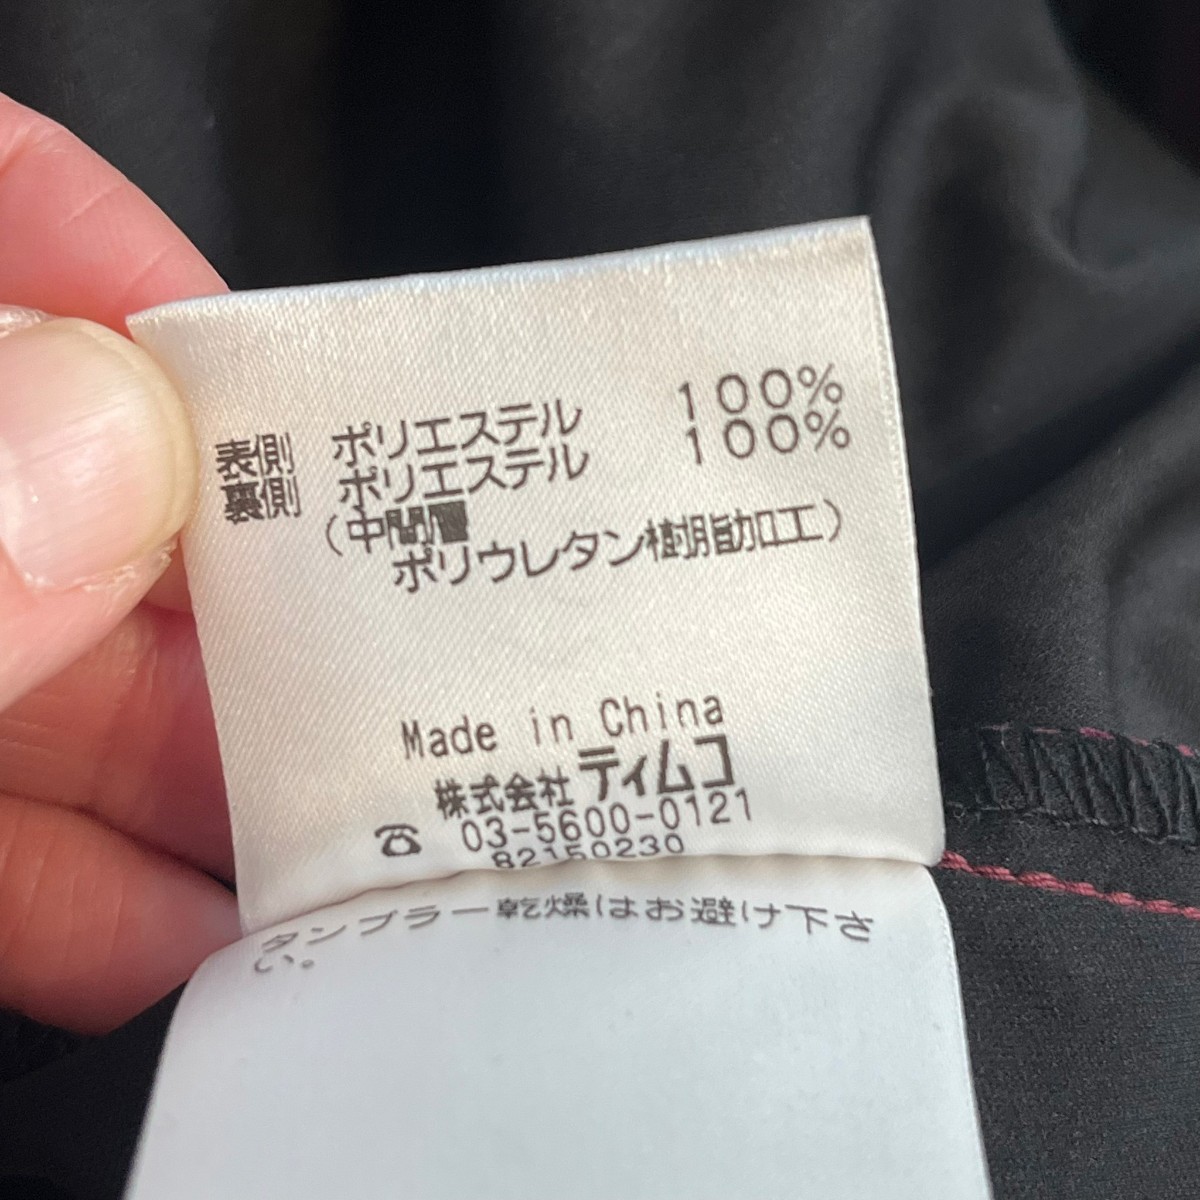 表側 ポリエステル 100%
裏側 ポリエステル 100%
(中間層
ポリウレタン樹脂加工)
Made in China
株式会社ティムコ
☎ 03-5600-0121
82150230
タンブラー乾燥はお避け下さ
い。